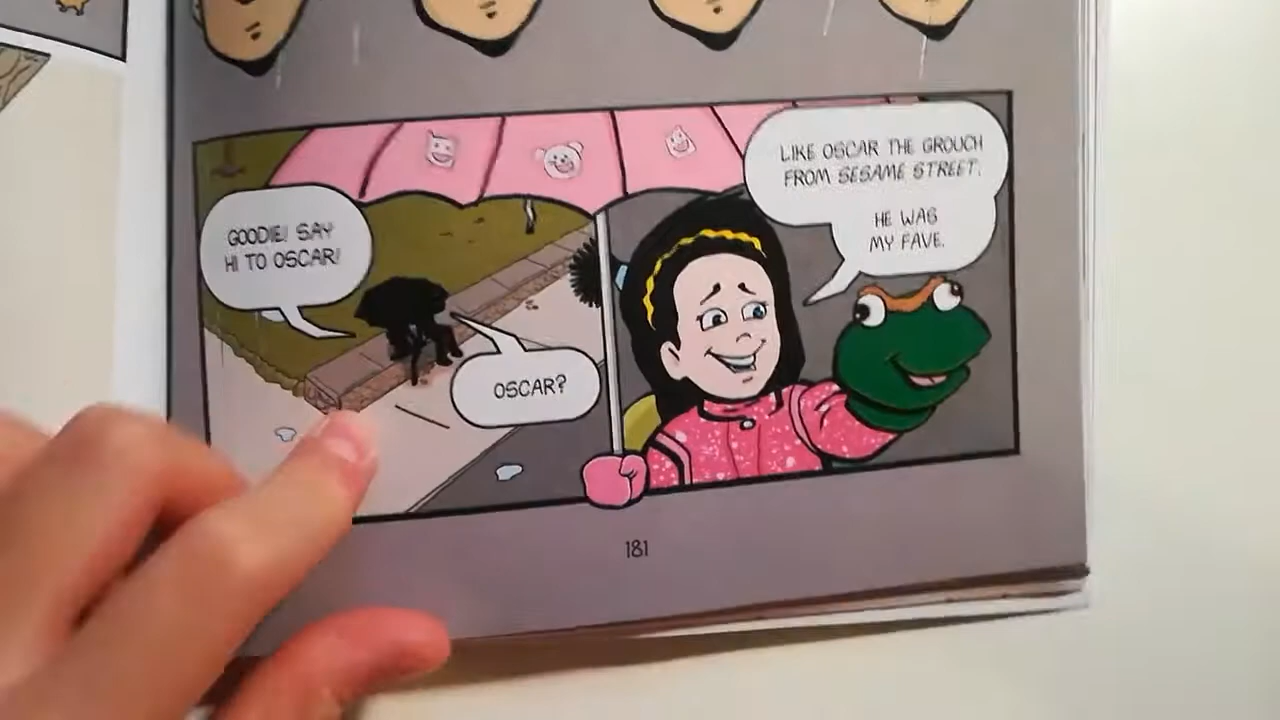 GOODIE! SAY
HI TO OSCAR!
OSCAR?
LIKE OSCAR THE GROUCH
FROM SESAME STREET.
HE WAS
MY FAVE.
181